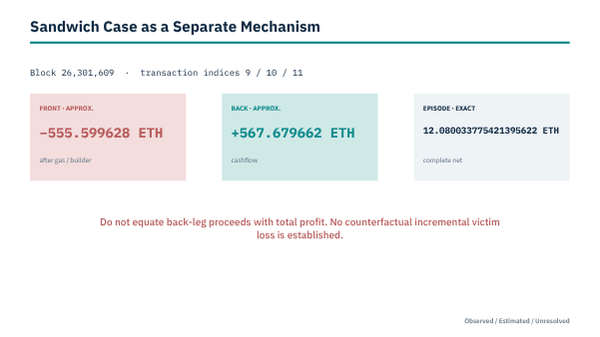 Sandwich Case as a Separate Mechanism
Block 26,301,609 · transaction indices 9 / 10 / 11
FRONT · APPROX.
−555.599628 ETH
after gas / builder
BACK · APPROX.
+567.679662 ETH
cashflow
EPISODE · EXACT
12.080033775421395622 ETH
complete net
Do not equate back-leg proceeds with total profit. No counterfactual incremental victim
loss is established.
Observed / Estimated / Unresolved